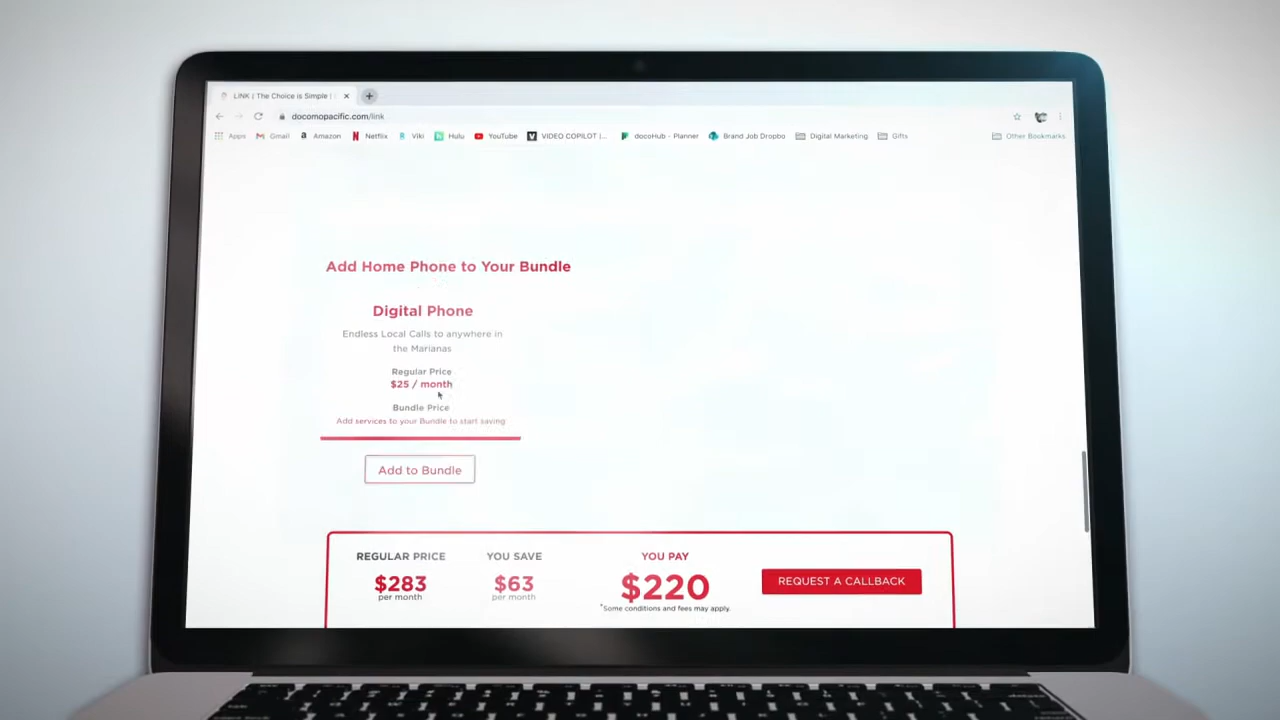 LINK | The Choice is Simple |
docomopacific.com/link
Apps Gmail Amazon Netflix Viki Hulu YouTube VIDEO COPILOT |... docoHub - Planner Brand Job Dropbo Digital Marketing Gifts Other Bookmarks
Add Home Phone to Your Bundle
Digital Phone
Endless Local Calls to anywhere in
the Marianas
Regular Price
$25 / month
Bundle Price
Add services to your Bundle to start saving
Add to Bundle
REGULAR PRICE YOU SAVE YOU PAY
$283 $63 $220 REQUEST A CALLBACK
per month per month
*Some conditions and fees may apply.